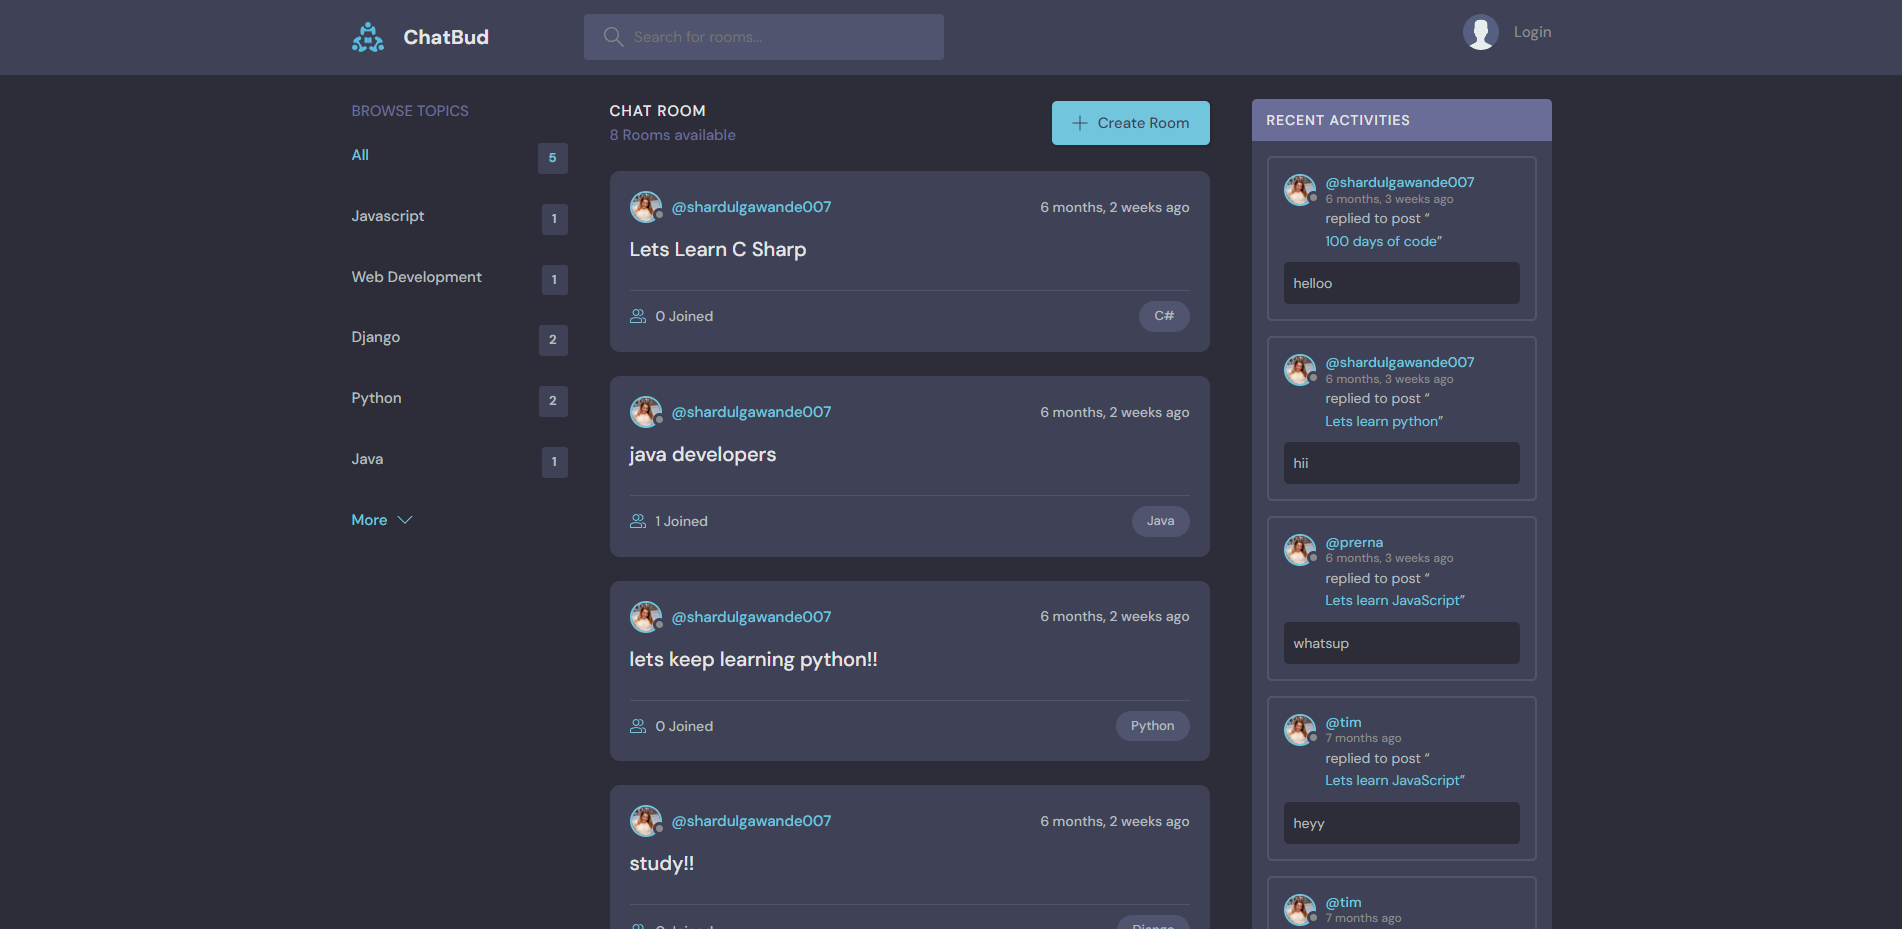 ChatBud
Search for rooms...
Login
BROWSE TOPICS
All 5
Javascript 1
Web Development 1
Django 2
Python 2
Java 1
More
CHAT ROOM
8 Rooms available
Create Room
@shardulgawande007 6 months, 2 weeks ago
Lets Learn C Sharp
0 Joined C#
@shardulgawande007 6 months, 2 weeks ago
java developers
1 Joined Java
@shardulgawande007 6 months, 2 weeks ago
lets keep learning python!!
0 Joined Python
@shardulgawande007 6 months, 2 weeks ago
study!!
RECENT ACTIVITIES
@shardulgawande007
6 months, 3 weeks ago
replied to post “
100 days of code”
helloo
@shardulgawande007
6 months, 3 weeks ago
replied to post “
Lets learn python”
hii
@prerna
6 months, 3 weeks ago
replied to post “
Lets learn JavaScript”
whatsup
@tim
7 months ago
replied to post “
Lets learn JavaScript”
heyy
@tim
7 months ago